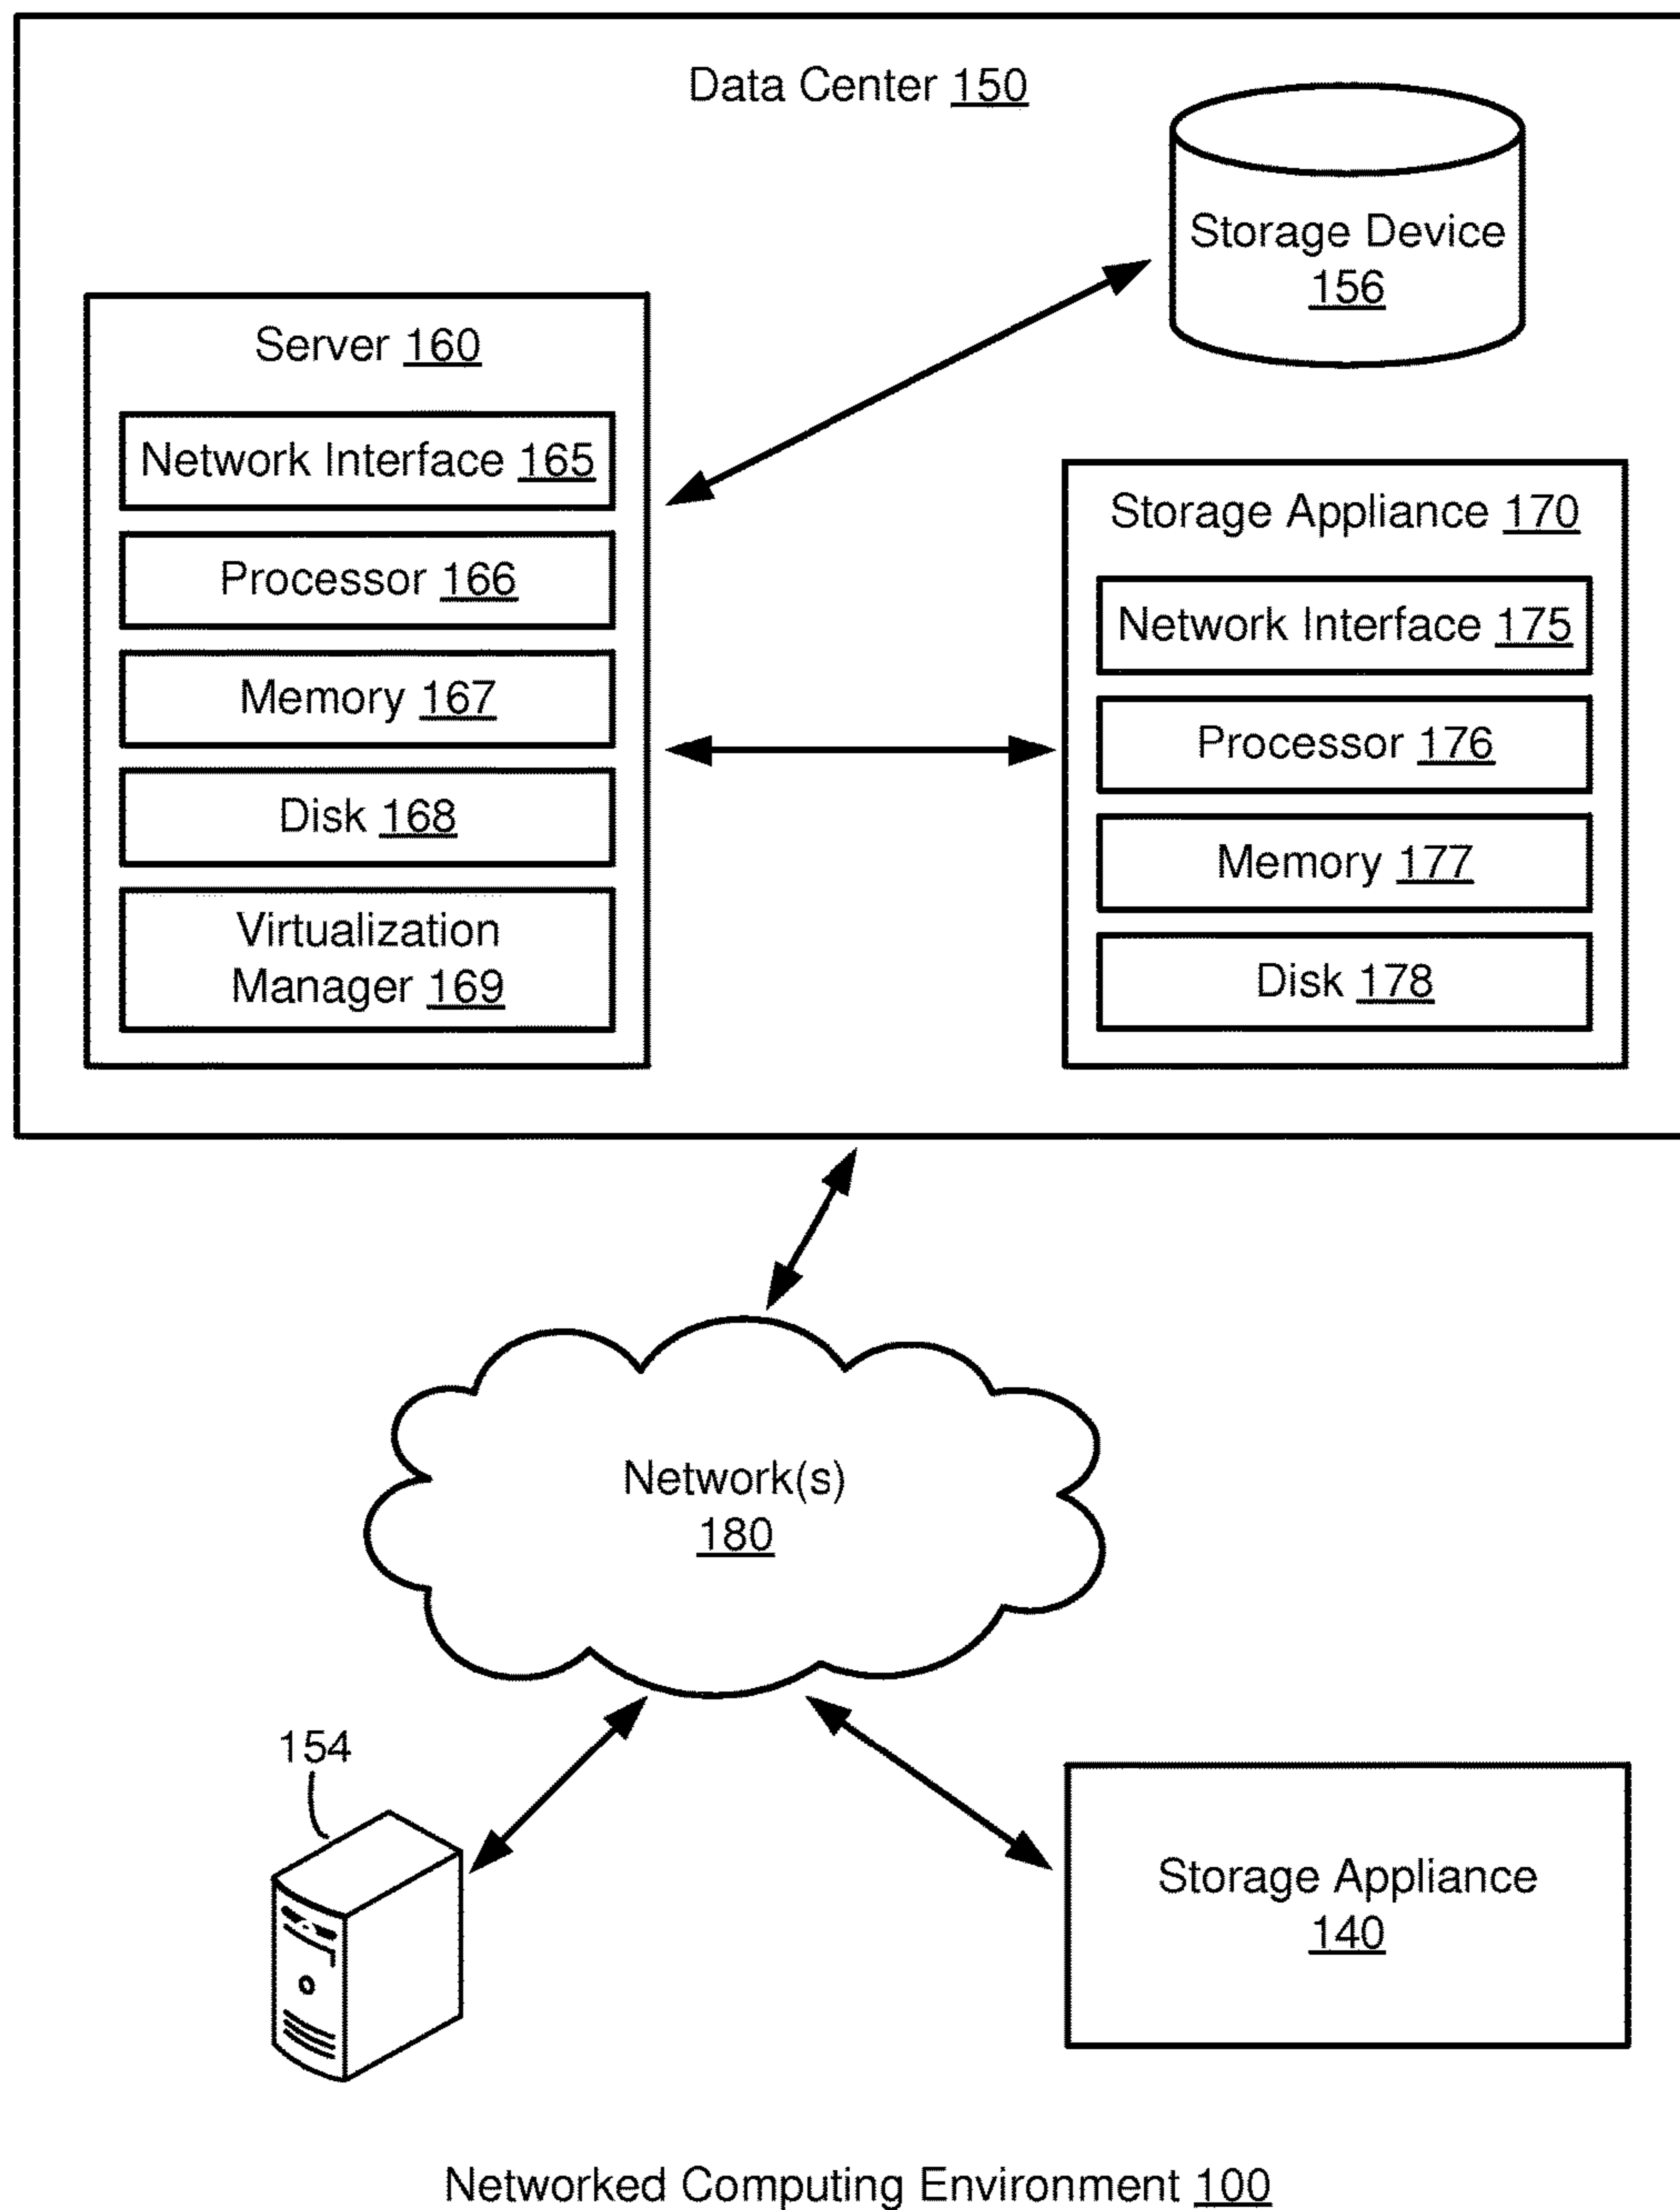 Data Center 150
Storage Device
156
Server 160
Network Interface 165
Processor 166
Memory 167
Disk 168
Virtualization
Manager 169
Storage Appliance 170
Network Interface 175
Processor 176
Memory 177
Disk 178
Network(s)
180
154
Storage Appliance
140
Networked Computing Environment 100